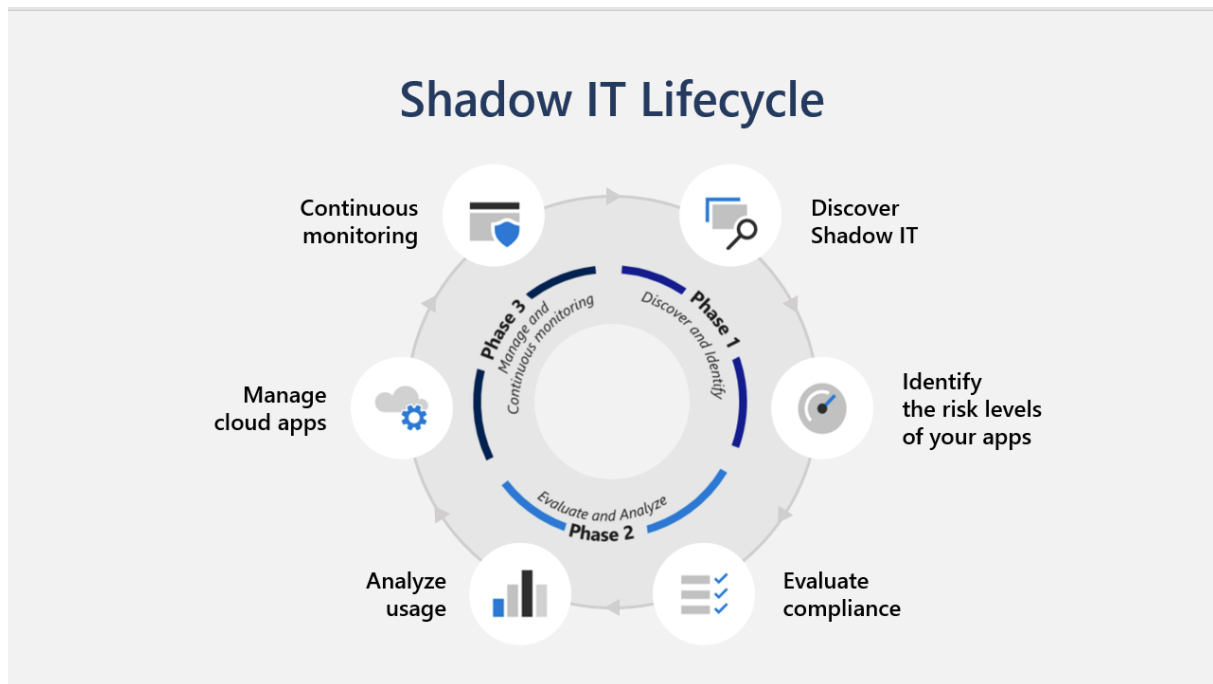 Shadow IT Lifecycle
Continuous
monitoring
Discover
Shadow IT
Phase 3
Manage and
Continuous monitoring
Phase 1
Discover and Identify
Manage
cloud apps
Identify
the risk levels
of your apps
Evaluate and Analyze
Phase 2
Analyze
usage
Evaluate
compliance